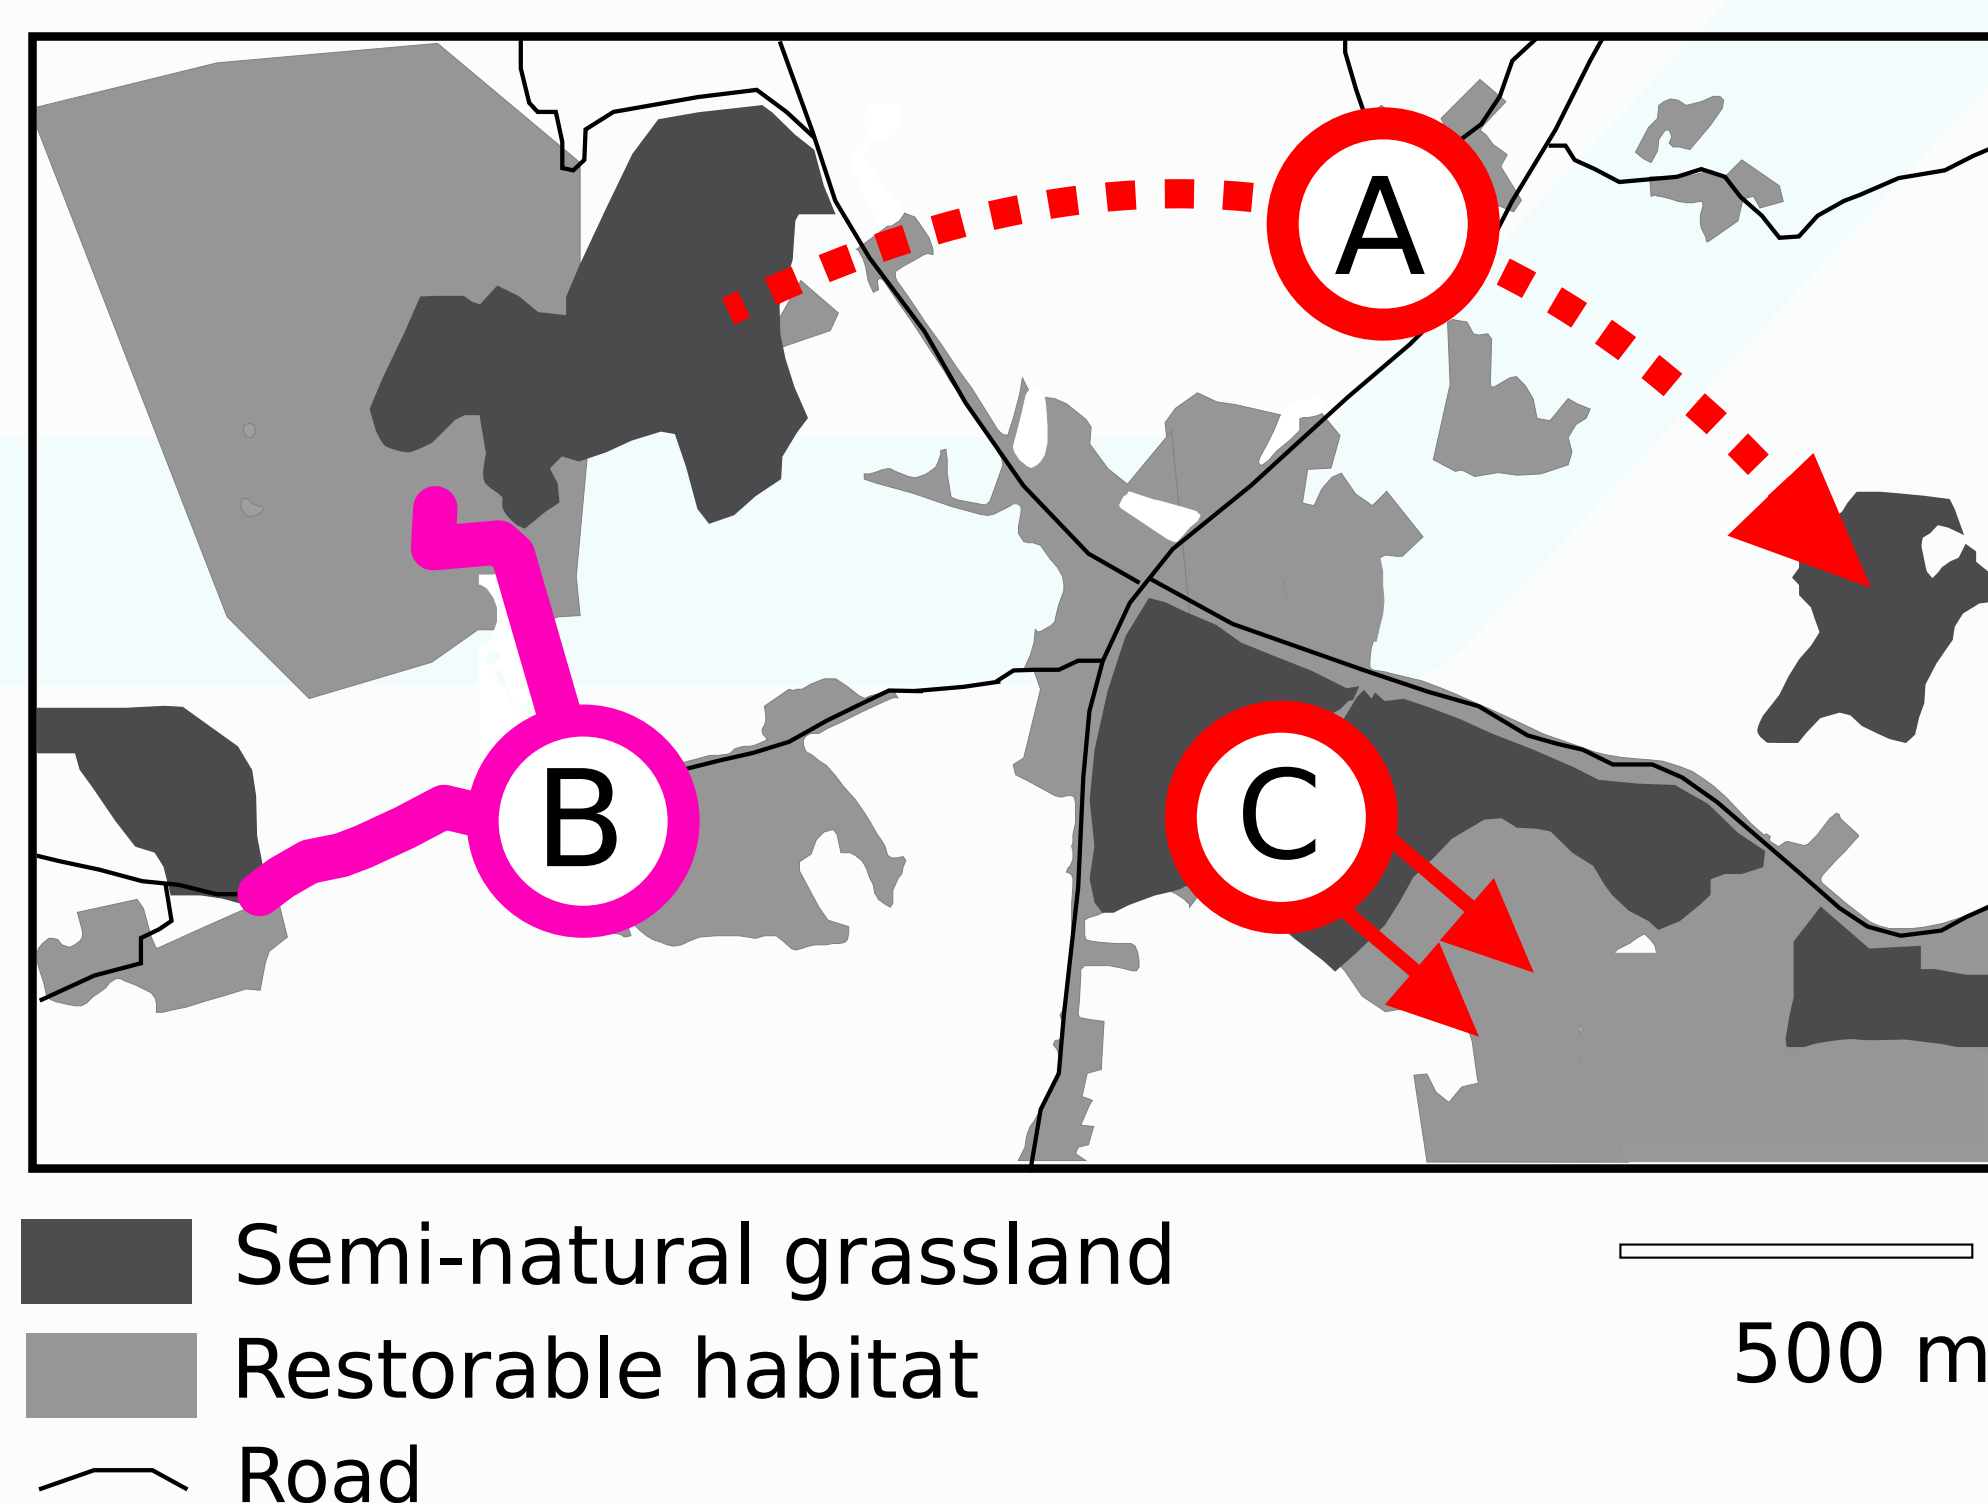 A
B
C
Semi-natural grassland
Restorable habitat
500 m
Road